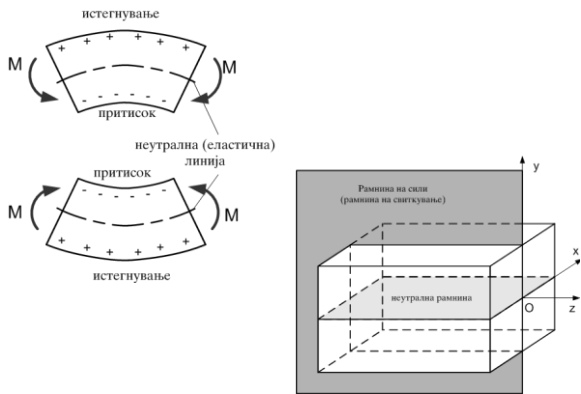 истегнување
+ + + + + +
M
M
- - - - - -
притисок
неутрална (еластична)
линија
притисок
- - - - - -
M
M
+ + + + + +
истегнување
y
Рамнина на сили
(рамнина на свиткување)
x
неутрална рамнина
O
z